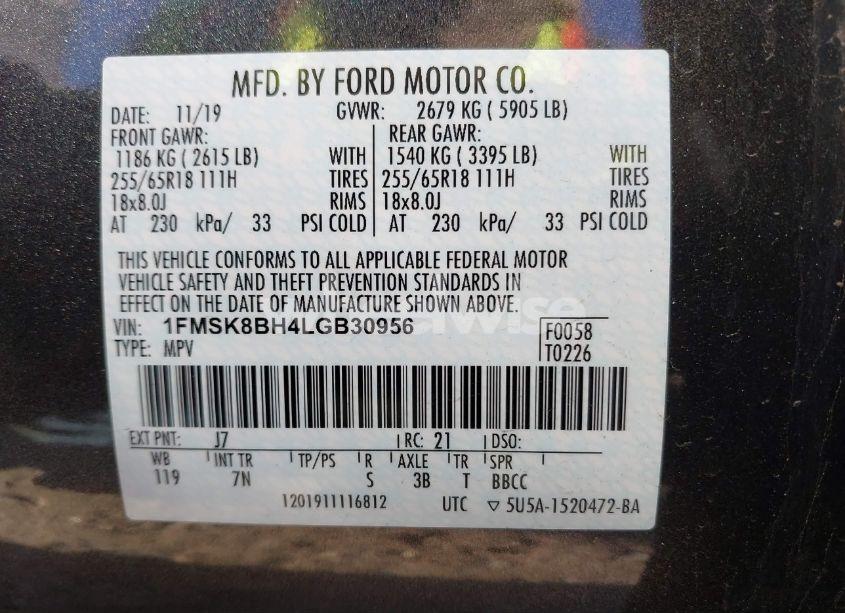 MFD. BY FORD MOTOR CO.
DATE: 11/19 GVWR: 2679 KG ( 5905 LB)
FRONT GAWR: REAR GAWR:
1186 KG ( 2615 LB) WITH 1540 KG ( 3395 LB) WITH
255/65R18 111H TIRES 255/65R18 111H TIRES
18x8.0J RIMS 18x8.0J RIMS
AT 230 kPa/ 33 PSI COLD AT 230 kPa/ 33 PSI COLD
THIS VEHICLE CONFORMS TO ALL APPLICABLE FEDERAL MOTOR
VEHICLE SAFETY AND THEFT PREVENTION STANDARDS IN
EFFECT ON THE DATE OF MANUFACTURE SHOWN ABOVE.
VIN: 1FMSK8BH4LGB30956 F0058
TYPE: MPV T0226
EXT PNT: J7 RC: 21 DSO:
WB INT TR TP/PS R AXLE TR SPR
119 7N S 3B T BBCC
1201911116812 UTC ▽ 5U5A-1520472-BA